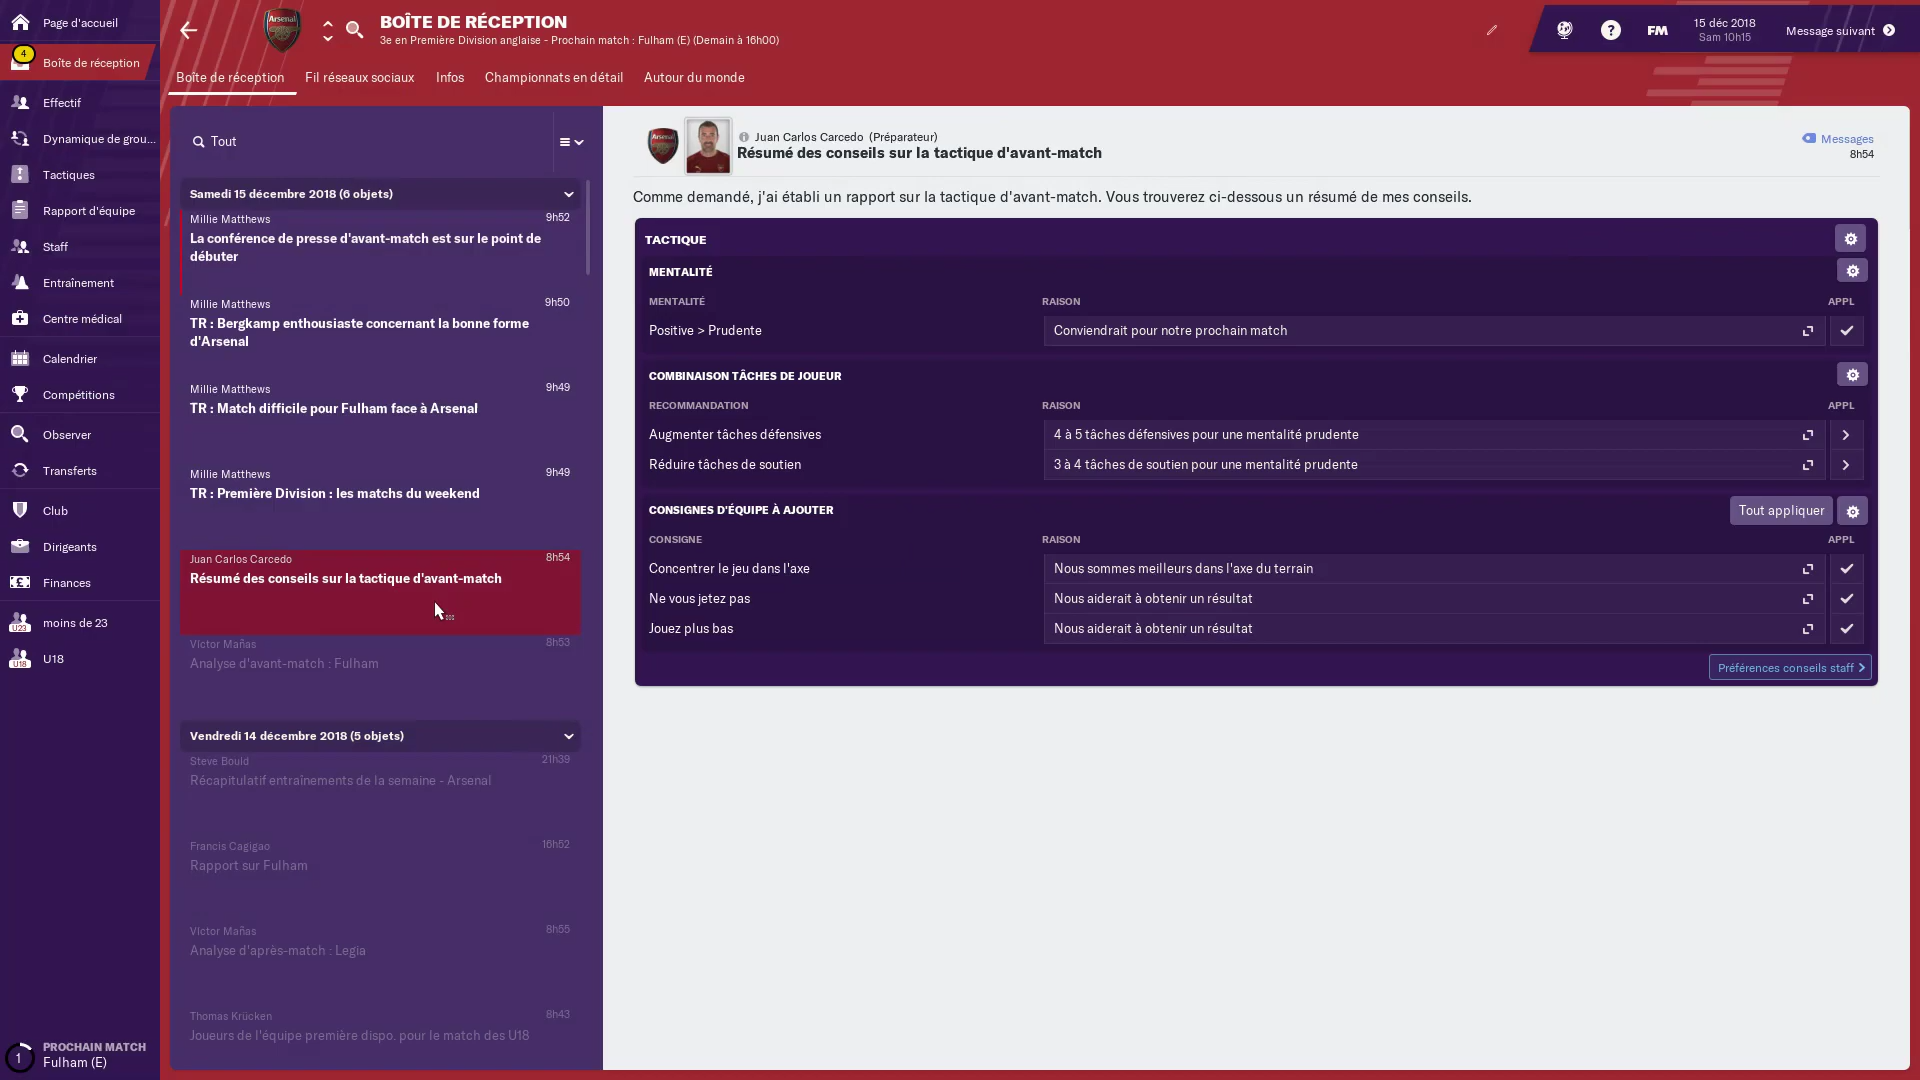 Page d'accueil
4
Boîte de réception
Effectif
Dynamique de grou...
Tactiques
Rapport d'équipe
Staff
Entraînement
Centre médical
Calendrier
Compétitions
Observer
Transferts
Club
Dirigeants
Finances
U23
moins de 23
U18
U18
1
PROCHAIN MATCH
Fulham (E)
Arsenal
BOÎTE DE RÉCEPTION
3e en Première Division anglaise - Prochain match : Fulham (E) (Demain à 16h00)
?
FM
15 déc 2018
Sam 10h15
Message suivant
Boîte de réception
Fil réseaux sociaux
Infos
Championnats en détail
Autour du monde
Tout
Samedi 15 décembre 2018 (6 objets)
Millie Matthews
9h52
La conférence de presse d'avant-match est sur le point de
débuter
Millie Matthews
9h50
TR : Bergkamp enthousiaste concernant la bonne forme
d'Arsenal
Millie Matthews
9h49
TR : Match difficile pour Fulham face à Arsenal
Millie Matthews
9h49
TR : Première Division : les matchs du weekend
Juan Carlos Carcedo
8h54
Résumé des conseils sur la tactique d'avant-match
Víctor Mañas
8h53
Analyse d'avant-match : Fulham
Vendredi 14 décembre 2018 (5 objets)
Steve Bould
21h39
Récapitulatif entraînements de la semaine - Arsenal
Francis Cagigao
16h52
Rapport sur Fulham
Víctor Mañas
8h55
Analyse d'après-match : Legia
Thomas Krücken
8h43
Joueurs de l'équipe première dispo. pour le match des U18
Arsenal
Juan Carlos Carcedo (Préparateur)
Résumé des conseils sur la tactique d'avant-match
Messages
8h54
Comme demandé, j'ai établi un rapport sur la tactique d'avant-match. Vous trouverez ci-dessous un résumé de mes conseils.
TACTIQUE
MENTALITÉ
MENTALITÉ
RAISON
APPL
Positive > Prudente
Conviendrait pour notre prochain match
COMBINAISON TÂCHES DE JOUEUR
RECOMMANDATION
RAISON
APPL
Augmenter tâches défensives
4 à 5 tâches défensives pour une mentalité prudente
Réduire tâches de soutien
3 à 4 tâches de soutien pour une mentalité prudente
CONSIGNES D'ÉQUIPE À AJOUTER
Tout appliquer
CONSIGNE
RAISON
APPL
Concentrer le jeu dans l'axe
Nous sommes meilleurs dans l'axe du terrain
Ne vous jetez pas
Nous aiderait à obtenir un résultat
Jouez plus bas
Nous aiderait à obtenir un résultat
Préférences conseils staff